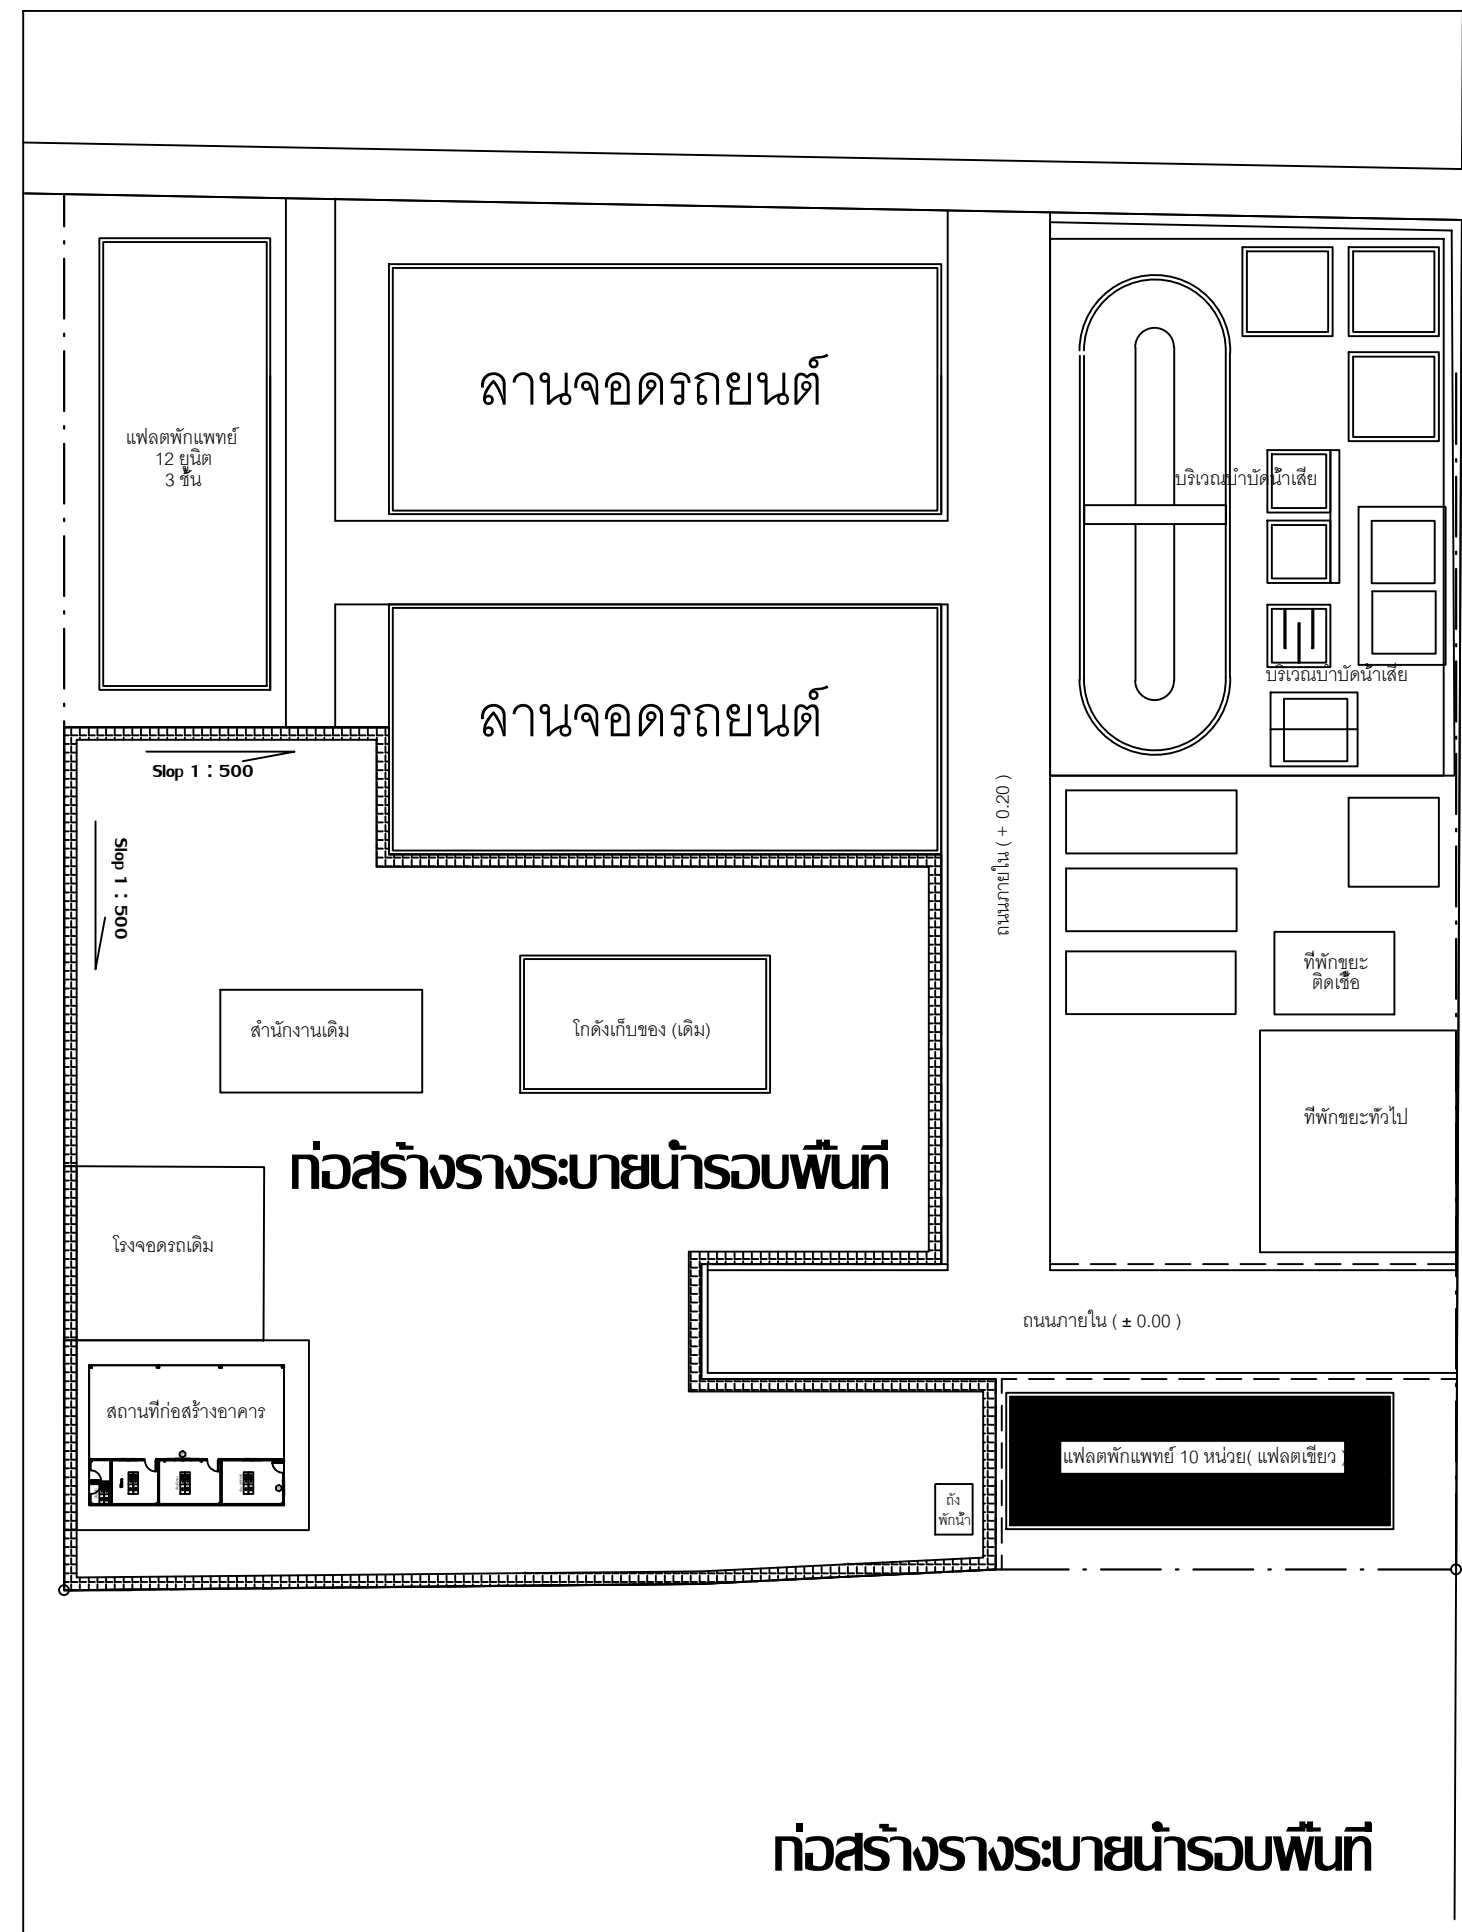 ลานจอดรถยนต์
แฟลตพักแพทย์
12 ยูนิต
3 ชั้น
บริเวณบำบัดน้ำเสีย
บริเวณบำบัดน้ำเสีย
ลานจอดรถยนต์
Slop 1 : 500
Slop 1 : 500
ถนนภายใน ( + 0.20 )
ที่พักขยะ
ติดเชื้อ
สำนักงานเดิม
โกดังเก็บของ (เดิม)
ที่พักขยะทั่วไป
ก่อสร้างรางระบายน้ำรอบพื้นที่
โรงจอดรถเดิม
ถนนภายใน ( ± 0.00 )
สถานที่ก่อสร้างอาคาร
แฟลตพักแพทย์ 10 หน่วย( แฟลตเขียว )
ถัง
พักน้ำ
ก่อสร้างรางระบายน้ำรอบพื้นที่